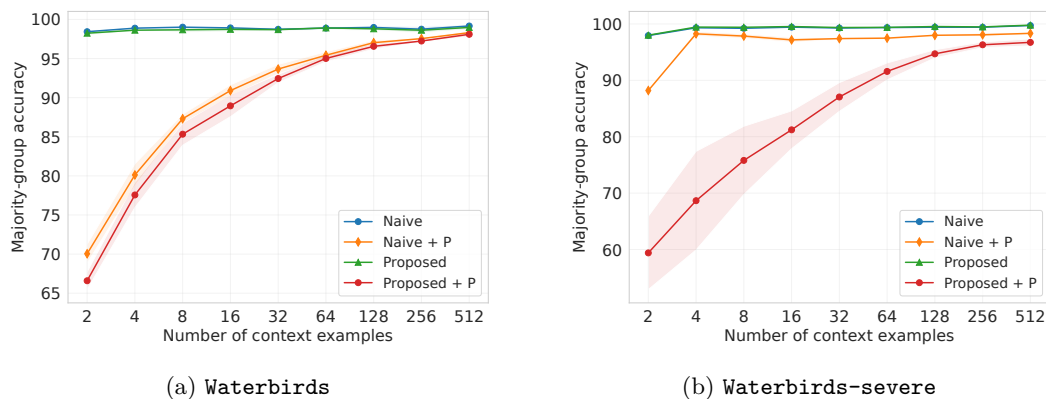 Majority-group accuracy
100
95
90
85
80
75
70
65
2 4 8 16 32 64 128 256 512
Number of context examples
Naive
Naive + P
Proposed
Proposed + P
(a) Waterbirds
Majority-group accuracy
100
90
80
70
60
2 4 8 16 32 64 128 256 512
Number of context examples
Naive
Naive + P
Proposed
Proposed + P
(b) Waterbirds-severe